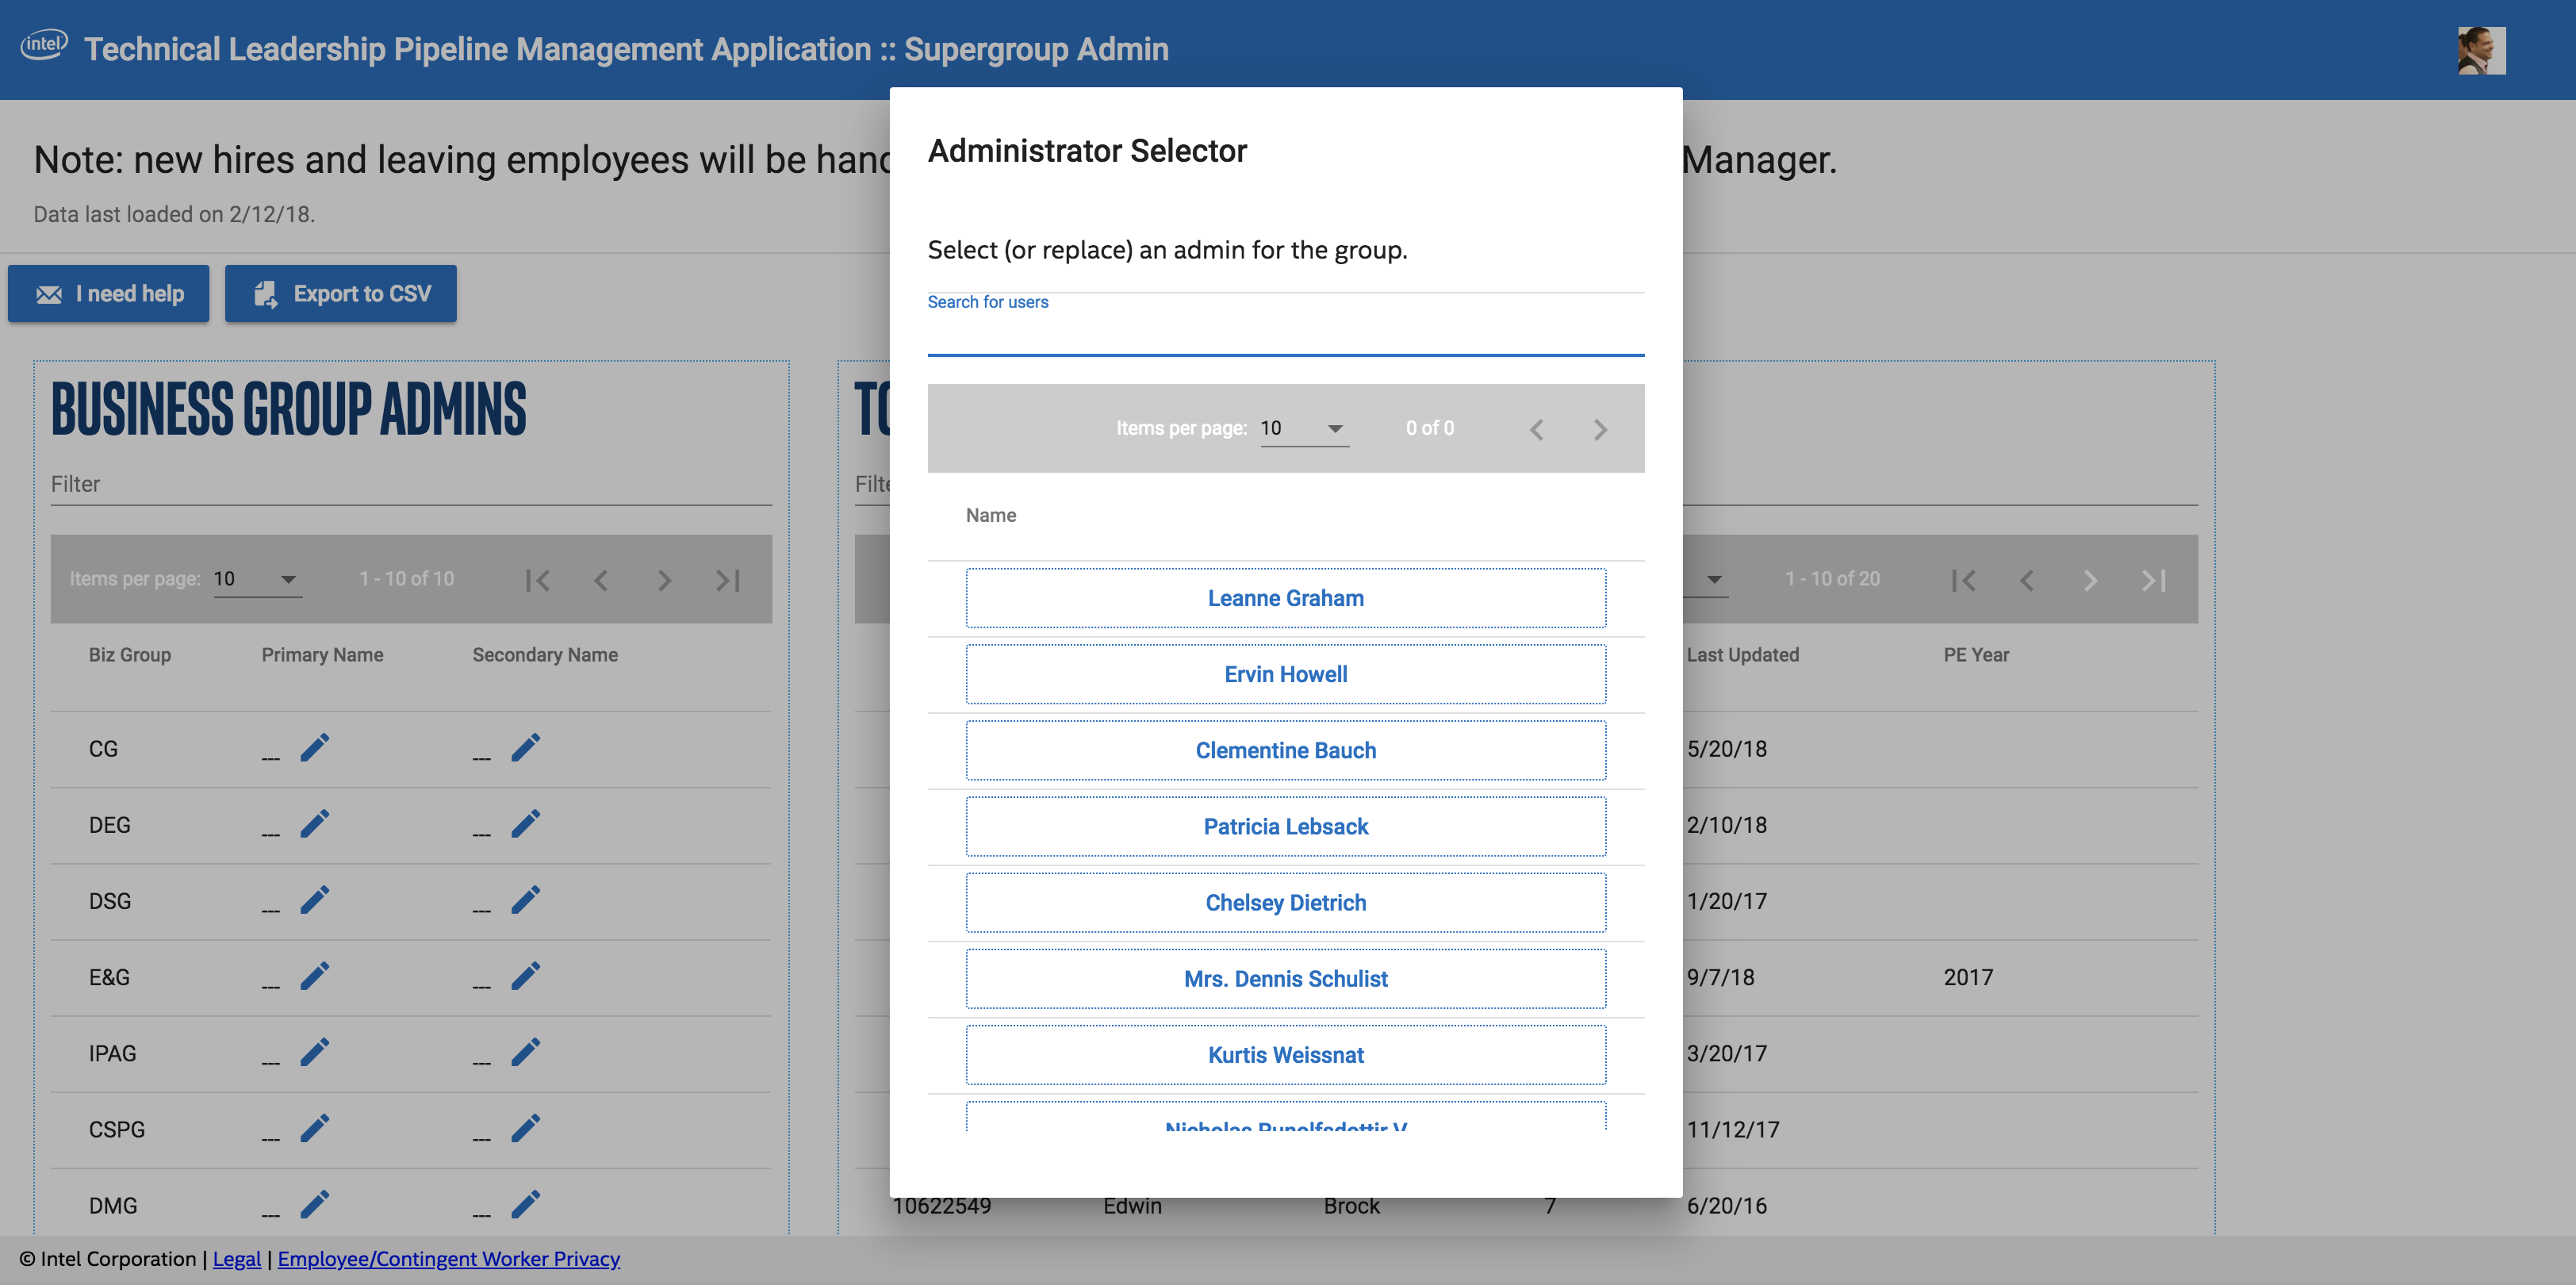 intel Technical Leadership Pipeline Management Application :: Supergroup Admin
Note: new hires and leaving employees will be Manager.
Data last loaded on 2/12/18.
I need help Export to CSV
BUSINESS GROUP ADMINS
Filter
Items per page: 10 1 - 10 of 10
Biz Group Primary Name Secondary Name
CG --- ---
DEG --- ---
DSG --- ---
E&G --- ---
IPAG --- ---
CSPG --- ---
DMG --- ---
Administrator Selector
Select (or replace) an admin for the group.
Search for users
Items per page: 10 0 of 0
Name
Leanne Graham
Ervin Howell
Clementine Bauch
Patricia Lebsack
Chelsey Dietrich
Mrs. Dennis Schulist
Kurtis Weissnat
1 - 10 of 20
Last Updated PE Year
5/20/18
2/10/18
1/20/17
9/7/18 2017
3/20/17
11/12/17
10622549 Edwin Brock 7 6/20/16
© Intel Corporation | Legal | Employee/Contingent Worker Privacy